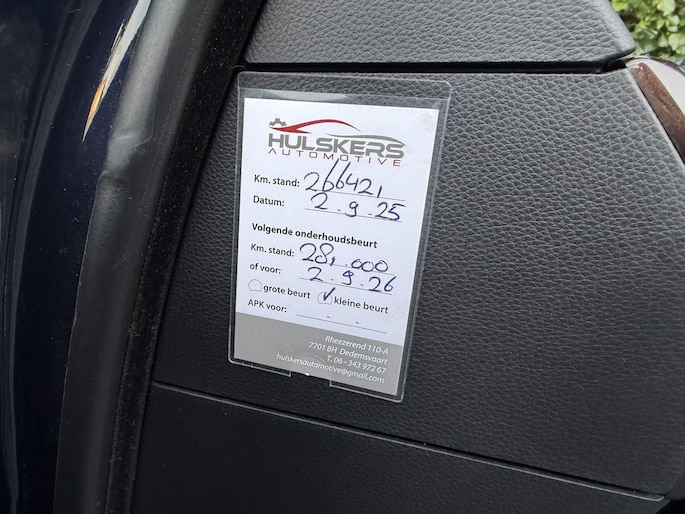 HULSKERS
AUTOMOTIVE
Km. stand: 266421
Datum: 2-9-25
Volgende onderhoudsbeurt
Km. stand: 281.000
of voor: 2-9-26
grote beurt ✓ kleine beurt
APK voor: - -
Rheezerend 110-A
7701 BH Dedemsvaart
T. 06 - 343 972 67
hulskersautomotive@gmail.com